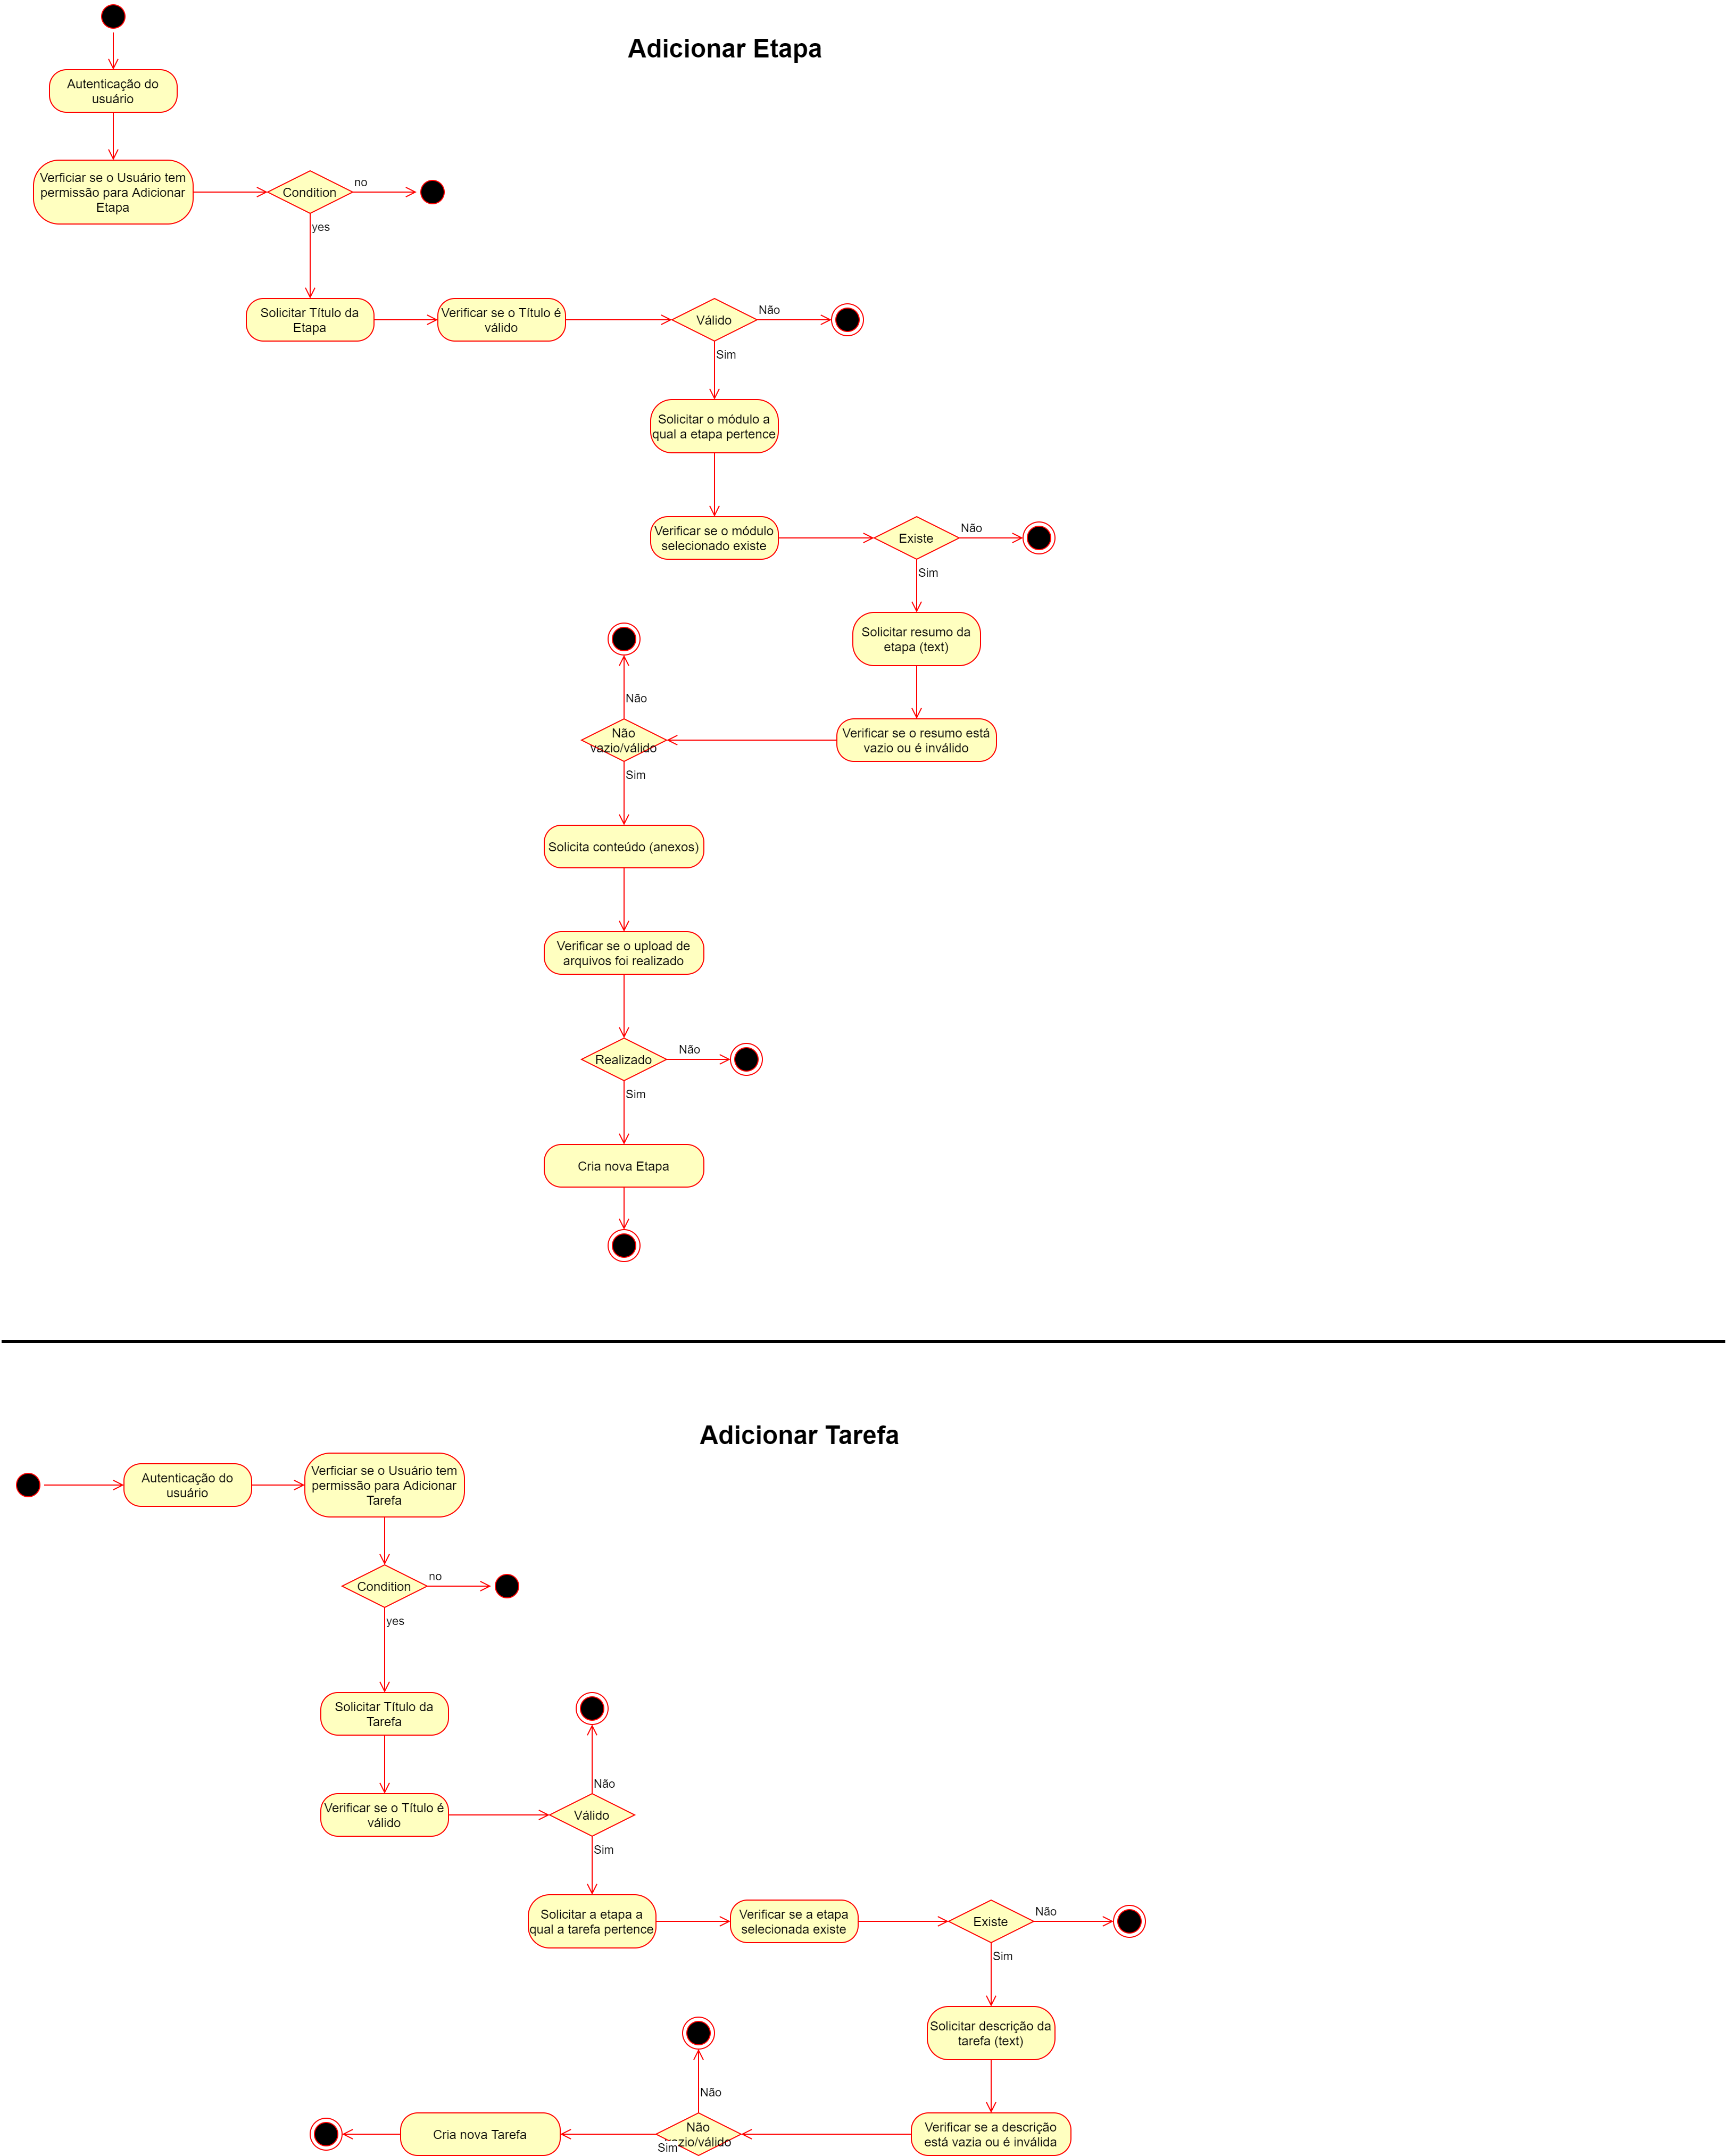 Adicionar Etapa
Autenticação do
usuário
Verficiar se o Usuário tem
permissão para Adicionar
Etapa
Condition
no
yes
Solicitar Título da
Etapa
Verificar se o Título é
válido
Válido
Não
Sim
Solicitar o módulo a
qual a etapa pertence
Verificar se o módulo
selecionado existe
Existe
Não
Sim
Solicitar resumo da
etapa (text)
Verificar se o resumo está
vazio ou é inválido
Não
vazio/válido
Não
Sim
Solicita conteúdo (anexos)
Verificar se o upload de
arquivos foi realizado
Realizado
Não
Sim
Cria nova Etapa
Adicionar Tarefa
Autenticação do
usuário
Verficiar se o Usuário tem
permissão para Adicionar
Tarefa
Condition
no
yes
Solicitar Título da
Tarefa
Verificar se o Título é
válido
Válido
Não
Sim
Solicitar a etapa a
qual a tarefa pertence
Verificar se a etapa
selecionada existe
Existe
Não
Sim
Solicitar descrição da
tarefa (text)
Verificar se a descrição
está vazia ou é inválida
Não
vazio/válido
Não
Sim
Cria nova Tarefa